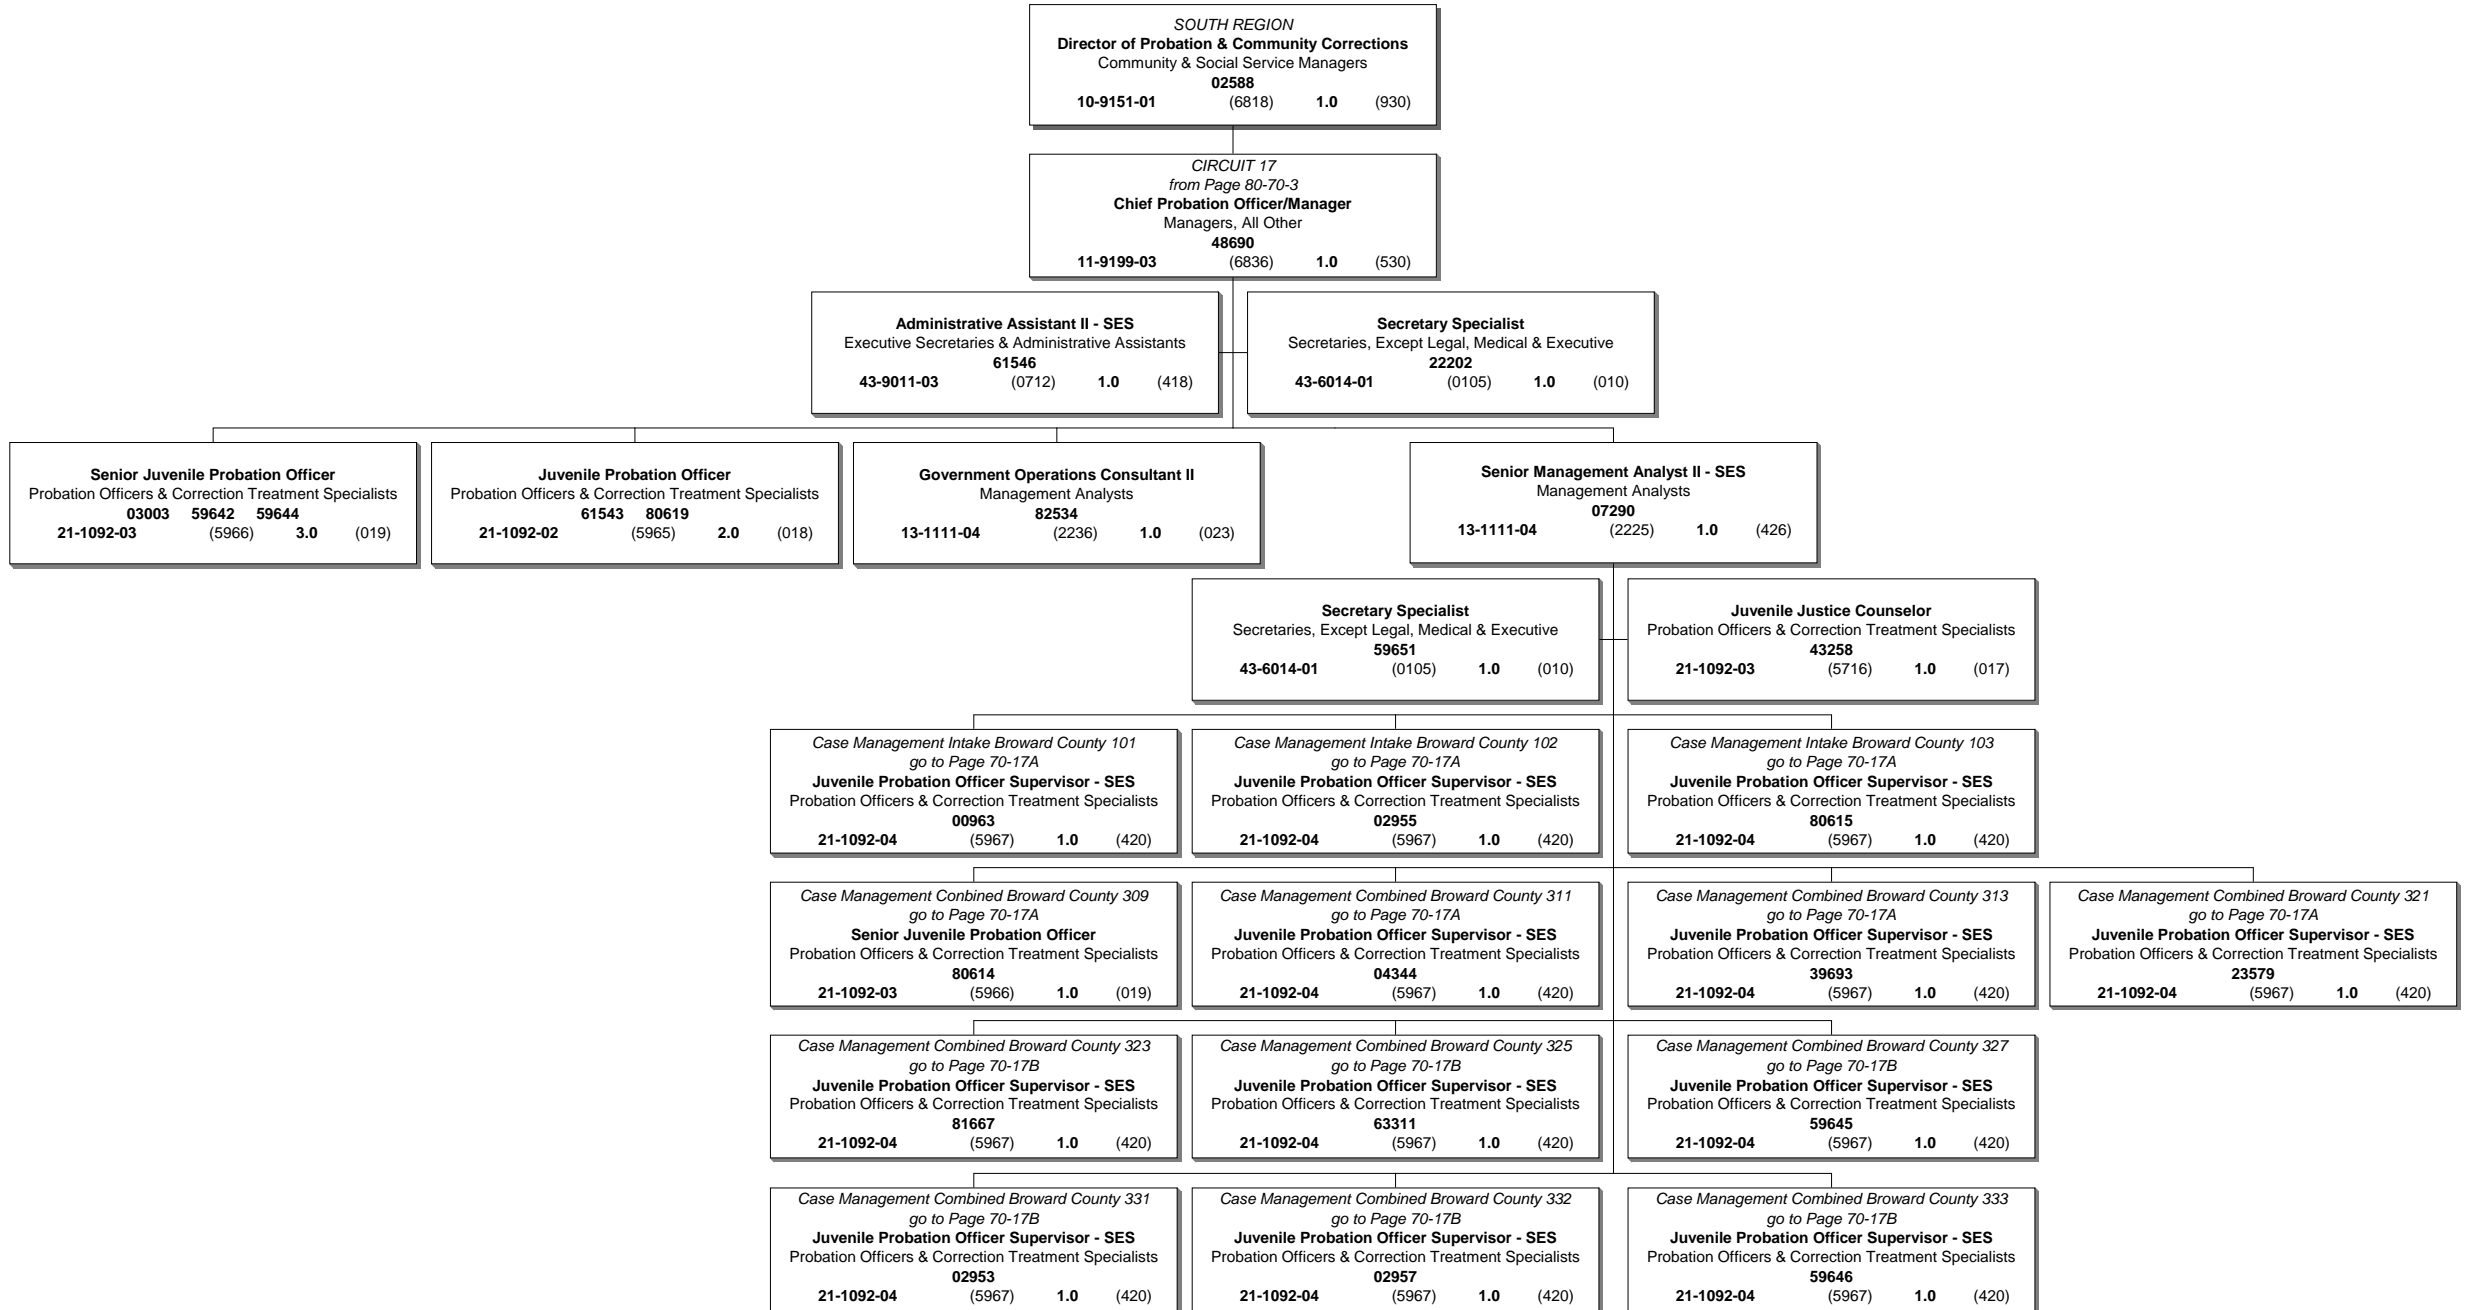 SOUTH REGION
Director of Probation & Community Corrections
Community & Social Service Managers
02588
10-9151-01 (6818) 1.0 (930)
CIRCUIT 17
from Page 80-70-3
Chief Probation Officer/Manager
Managers, All Other
48690
11-9199-03 (6836) 1.0 (530)
Administrative Assistant II - SES
Executive Secretaries & Administrative Assistants
61546
43-9011-03 (0712) 1.0 (418)
Secretary Specialist
Secretaries, Except Legal, Medical & Executive
22202
43-6014-01 (0105) 1.0 (010)
Senior Juvenile Probation Officer
Probation Officers & Correction Treatment Specialists
03003 59642 59644
21-1092-03 (5966) 3.0 (019)
Juvenile Probation Officer
Probation Officers & Correction Treatment Specialists
61543 80619
21-1092-02 (5965) 2.0 (018)
Government Operations Consultant II
Management Analysts
82534
13-1111-04 (2236) 1.0 (023)
Senior Management Analyst II - SES
Management Analysts
07290
13-1111-04 (2225) 1.0 (426)
Secretary Specialist
Secretaries, Except Legal, Medical & Executive
59651
43-6014-01 (0105) 1.0 (010)
Juvenile Justice Counselor
Probation Officers & Correction Treatment Specialists
43258
21-1092-03 (5716) 1.0 (017)
Case Management Intake Broward County 101
go to Page 70-17A
Juvenile Probation Officer Supervisor - SES
Probation Officers & Correction Treatment Specialists
00963
21-1092-04 (5967) 1.0 (420)
Case Management Intake Broward County 102
go to Page 70-17A
Juvenile Probation Officer Supervisor - SES
Probation Officers & Correction Treatment Specialists
02955
21-1092-04 (5967) 1.0 (420)
Case Management Intake Broward County 103
go to Page 70-17A
Juvenile Probation Officer Supervisor - SES
Probation Officers & Correction Treatment Specialists
80615
21-1092-04 (5967) 1.0 (420)
Case Management Conbined Broward County 309
go to Page 70-17A
Senior Juvenile Probation Officer
Probation Officers & Correction Treatment Specialists
80614
21-1092-03 (5966) 1.0 (019)
Case Management Combined Broward County 311
go to Page 70-17A
Juvenile Probation Officer Supervisor - SES
Probation Officers & Correction Treatment Specialists
04344
21-1092-04 (5967) 1.0 (420)
Case Management Combined Broward County 313
go to Page 70-17A
Juvenile Probation Officer Supervisor - SES
Probation Officers & Correction Treatment Specialists
39693
21-1092-04 (5967) 1.0 (420)
Case Management Combined Broward County 321
go to Page 70-17A
Juvenile Probation Officer Supervisor - SES
Probation Officers & Correction Treatment Specialists
23579
21-1092-04 (5967) 1.0 (420)
Case Management Combined Broward County 323
go to Page 70-17B
Juvenile Probation Officer Supervisor - SES
Probation Officers & Correction Treatment Specialists
81667
21-1092-04 (5967) 1.0 (420)
Case Management Combined Broward County 325
go to Page 70-17B
Juvenile Probation Officer Supervisor - SES
Probation Officers & Correction Treatment Specialists
63311
21-1092-04 (5967) 1.0 (420)
Case Management Combined Broward County 327
go to Page 70-17B
Juvenile Probation Officer Supervisor - SES
Probation Officers & Correction Treatment Specialists
59645
21-1092-04 (5967) 1.0 (420)
Case Management Combined Broward County 331
go to Page 70-17B
Juvenile Probation Officer Supervisor - SES
Probation Officers & Correction Treatment Specialists
02953
21-1092-04 (5967) 1.0 (420)
Case Management Combined Broward County 332
go to Page 70-17B
Juvenile Probation Officer Supervisor - SES
Probation Officers & Correction Treatment Specialists
02957
21-1092-04 (5967) 1.0 (420)
Case Management Combined Broward County 333
go to Page 70-17B
Juvenile Probation Officer Supervisor - SES
Probation Officers & Correction Treatment Specialists
59646
21-1092-04 (5967) 1.0 (420)